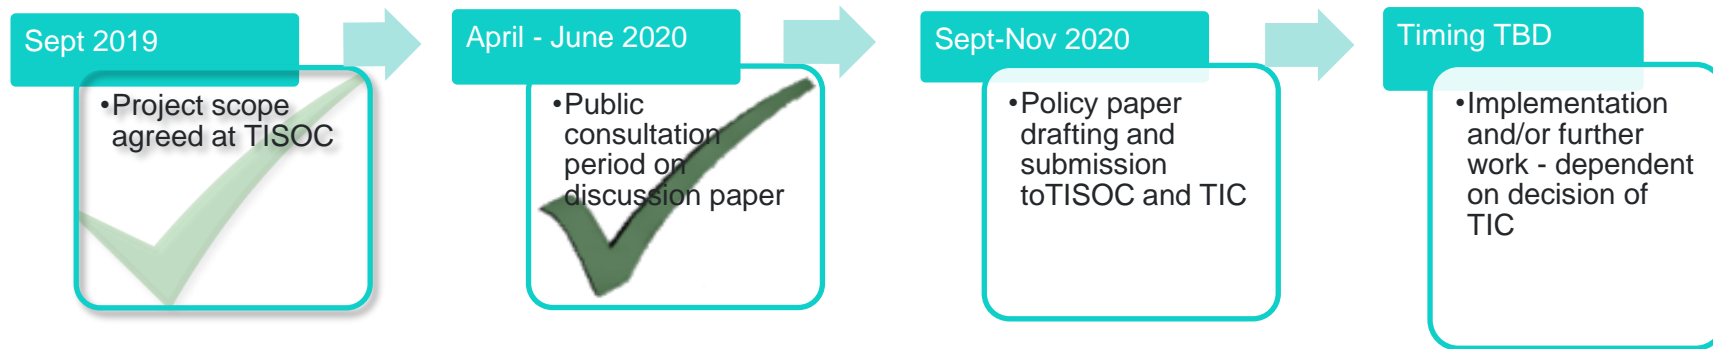 Sept 2019
•Project scope
agreed at TISOC
April - June 2020
•Public
consultation
period on
discussion paper
Sept-Nov 2020
•Policy paper
drafting and
submission
toTISOC and TIC
Timing TBD
•Implementation
and/or further
work - dependent
on decision of
TIC